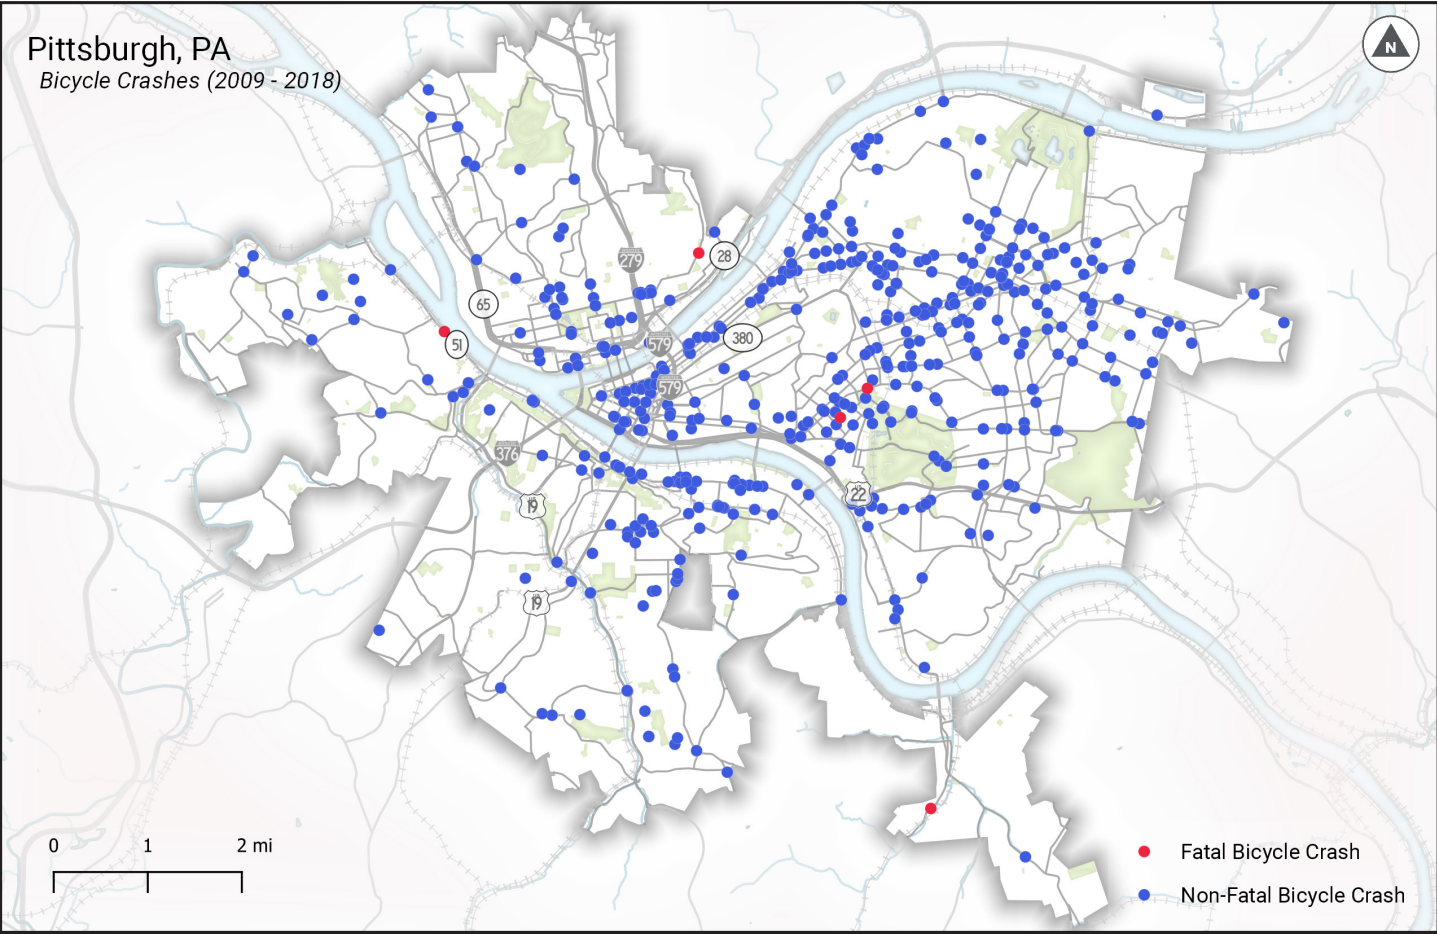 Pittsburgh, PA
Bicycle Crashes (2009 - 2018)
N
279
28
65
51
579
380
579
376
19
22
19
0 1 2 mi
Fatal Bicycle Crash
Non-Fatal Bicycle Crash